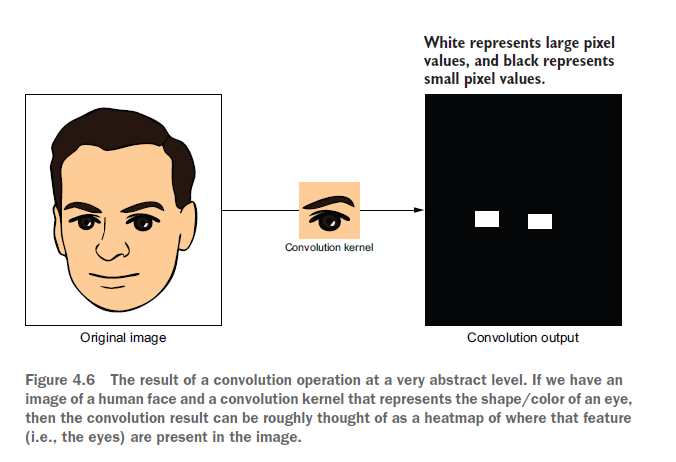 White represents large pixel
values, and black represents
small pixel values.
Convolution kernel
Original image
Convolution output
Figure 4.6 The result of a convolution operation at a very abstract level. If we have an
image of a human face and a convolution kernel that represents the shape/color of an eye,
then the convolution result can be roughly thought of as a heatmap of where that feature
(i.e., the eyes) are present in the image.